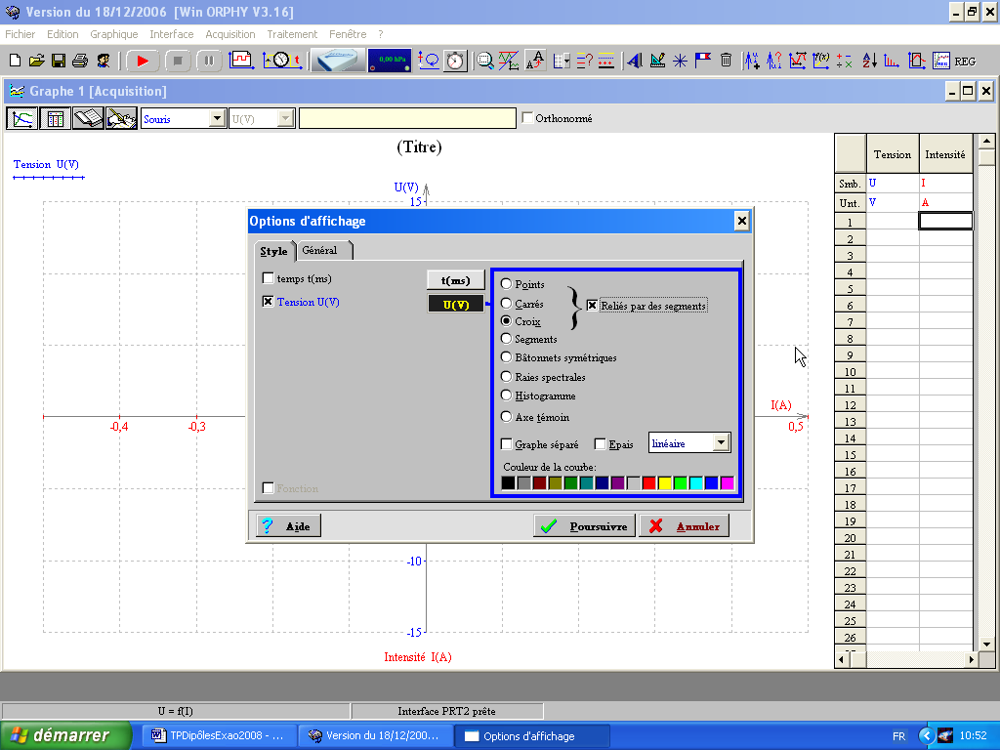 Version du 18/12/2006 [Win ORPHY V3.16]
Fichier Edition Graphique Interface Acquisition Traitement Fenêtre ?
0,00 hPa REG
Graphe 1 [Acquisition]
Souris U(V) Orthonormé
(Titre)
Tension U(V)
U(V)
15
Tension Intensité
Smb. U I
Unt. V A
1
2
3
4
5
6
7
8
9
10
11
12
13
14
15
16
17
18
19
20
21
22
23
24
25
26
Options d'affichage
Style Général
temps t(ms) t(ms)
Tension U(V) U(V)
Points
Carrés
Croix
Reliés par des segments
Segments
Bâtonnets symétriques
Raies spectrales
Histogramme
Axe témoin
Graphe séparé Epais linéaire
Couleur de la courbe:
Fonction
Aide Poursuivre Annuler
I(A)
-0,4 -0,3 0,5
-10
-15
Intensité I(A)
U = f(I) Interface PRT2 prête
démarrer TPDipôlesExao2008 - ... Version du 18/12/200... Options d'affichage FR 10:52